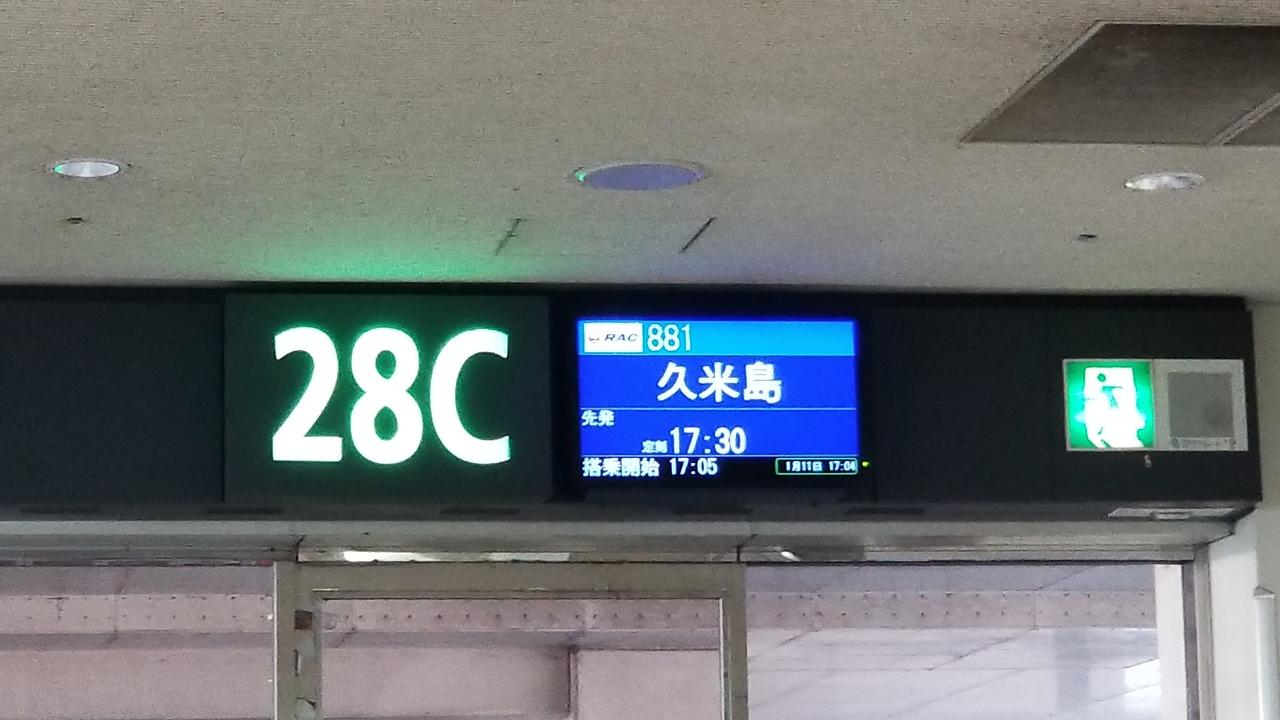 28C
RAC 881
久米島
先発
定刻 17:30
搭乗開始 17:05
1月11日 17:04